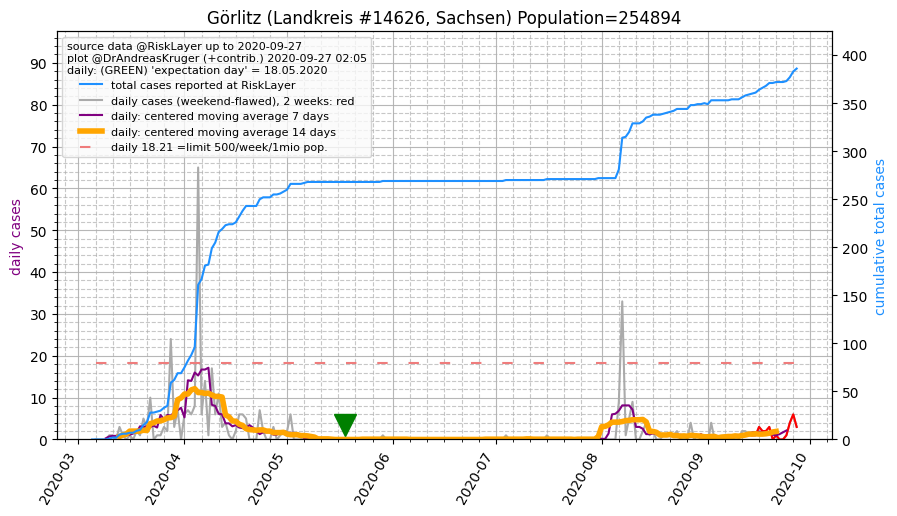 Görlitz (Landkreis #14626, Sachsen) Population=254894
source data @RiskLayer up to 2020-09-27
plot @DrAndreasKruger (+contrib.) 2020-09-27 02:05
daily: (GREEN) 'expectation day' = 18.05.2020
total cases reported at RiskLayer
daily cases (weekend-flawed), 2 weeks: red
daily: centered moving average 7 days
daily: centered moving average 14 days
daily 18.21 =limit 500/week/1mio pop.
daily cases
90
80
70
60
50
40
30
20
10
0
cumulative total cases
400
350
300
250
200
150
100
50
0
2020-03
2020-04
2020-05
2020-06
2020-07
2020-08
2020-09
2020-10